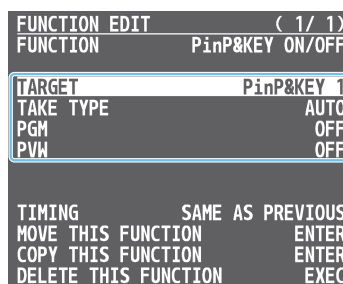 FUNCTION EDIT ( 1/ 1)
FUNCTION PinP&KEY ON/OFF
TARGET PinP&KEY 1
TAKE TYPE AUTO
PGM OFF
PVW OFF
TIMING SAME AS PREVIOUS
MOVE THIS FUNCTION ENTER
COPY THIS FUNCTION ENTER
DELETE THIS FUNCTION EXEC